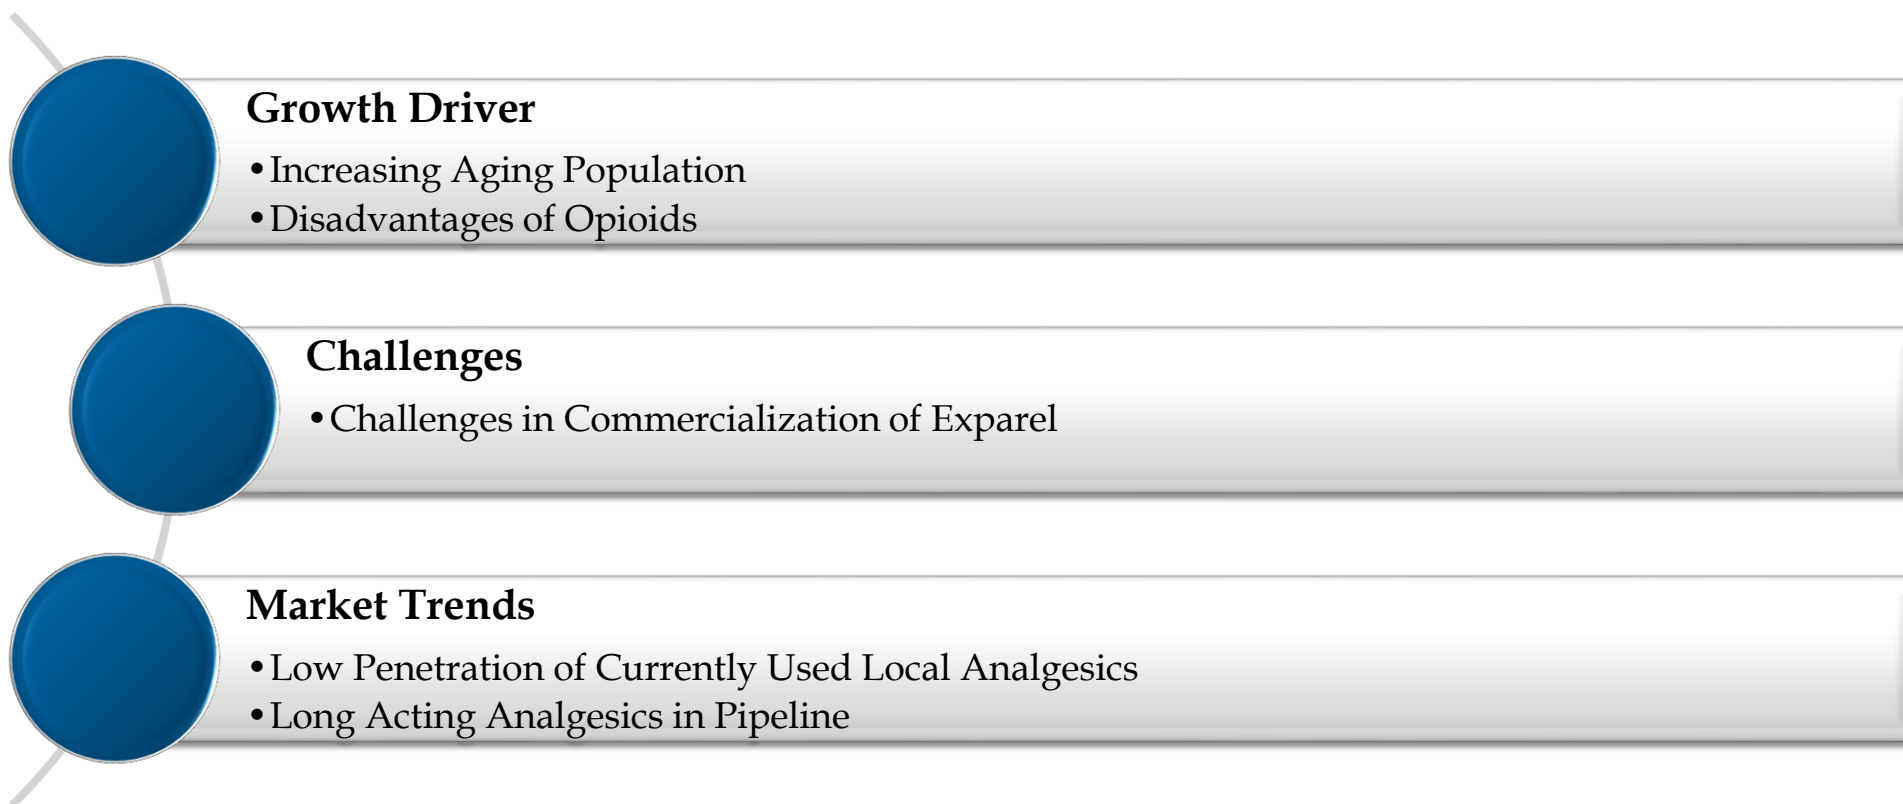 Growth Driver
•Increasing Aging Population
•Disadvantages of Opioids
Challenges
•Challenges in Commercialization of Exparel
Market Trends
•Low Penetration of Currently Used Local Analgesics
•Long Acting Analgesics in Pipeline